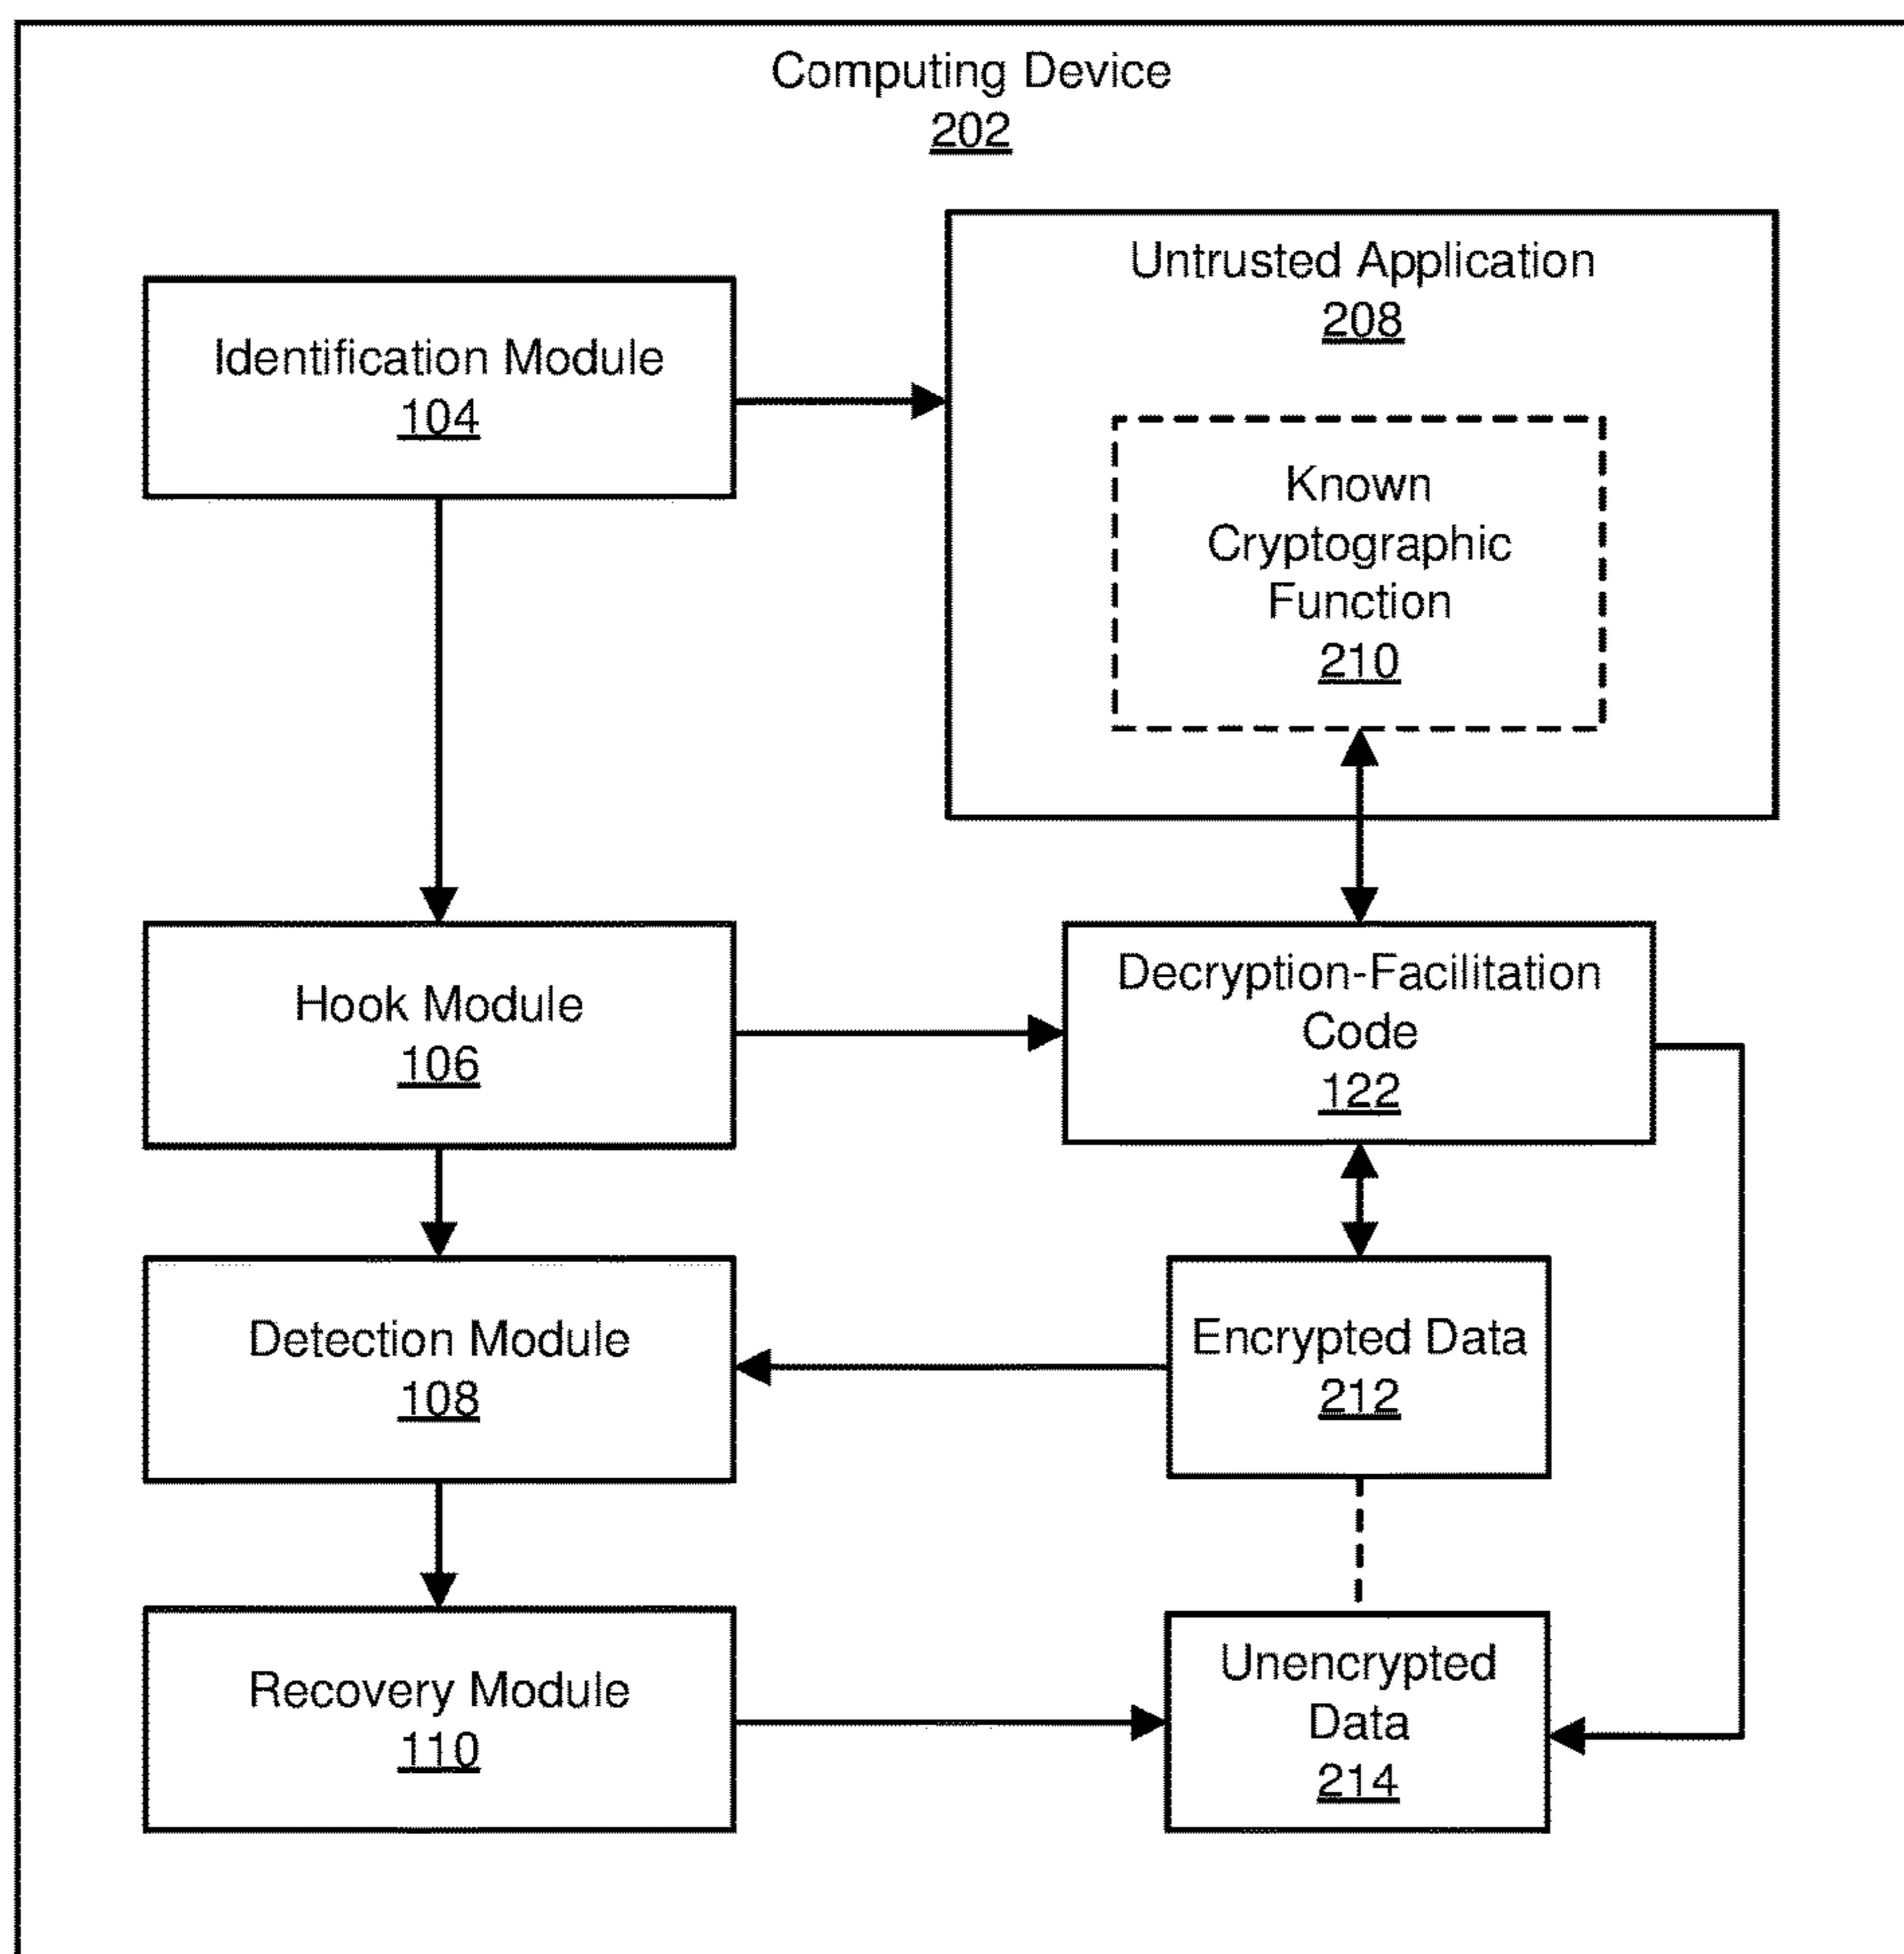 Computing Device
202
Untrusted Application
208
Identification Module
104
Known
Cryptographic
Function
210
Hook Module
106
Decryption-Facilitation
Code
122
Detection Module
108
Encrypted Data
212
Recovery Module
110
Unencrypted
Data
214